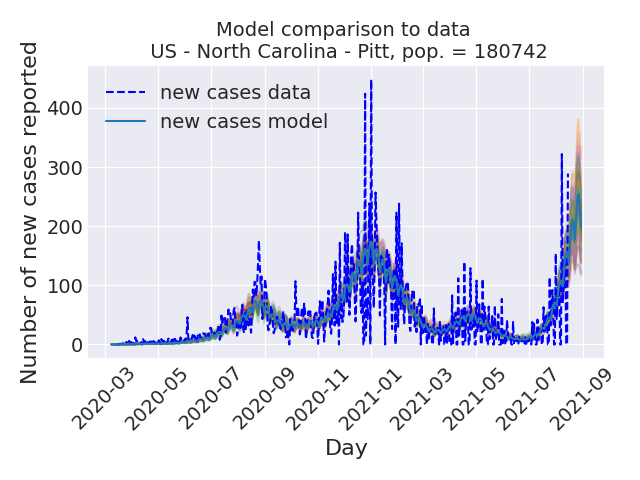 Model comparison to data
US - North Carolina - Pitt, pop. = 180742
Number of new cases reported
400
300
200
100
0
new cases data
new cases model
2020-03
2020-05
2020-07
2020-09
2020-11
2021-01
2021-03
2021-05
2021-07
2021-09
Day